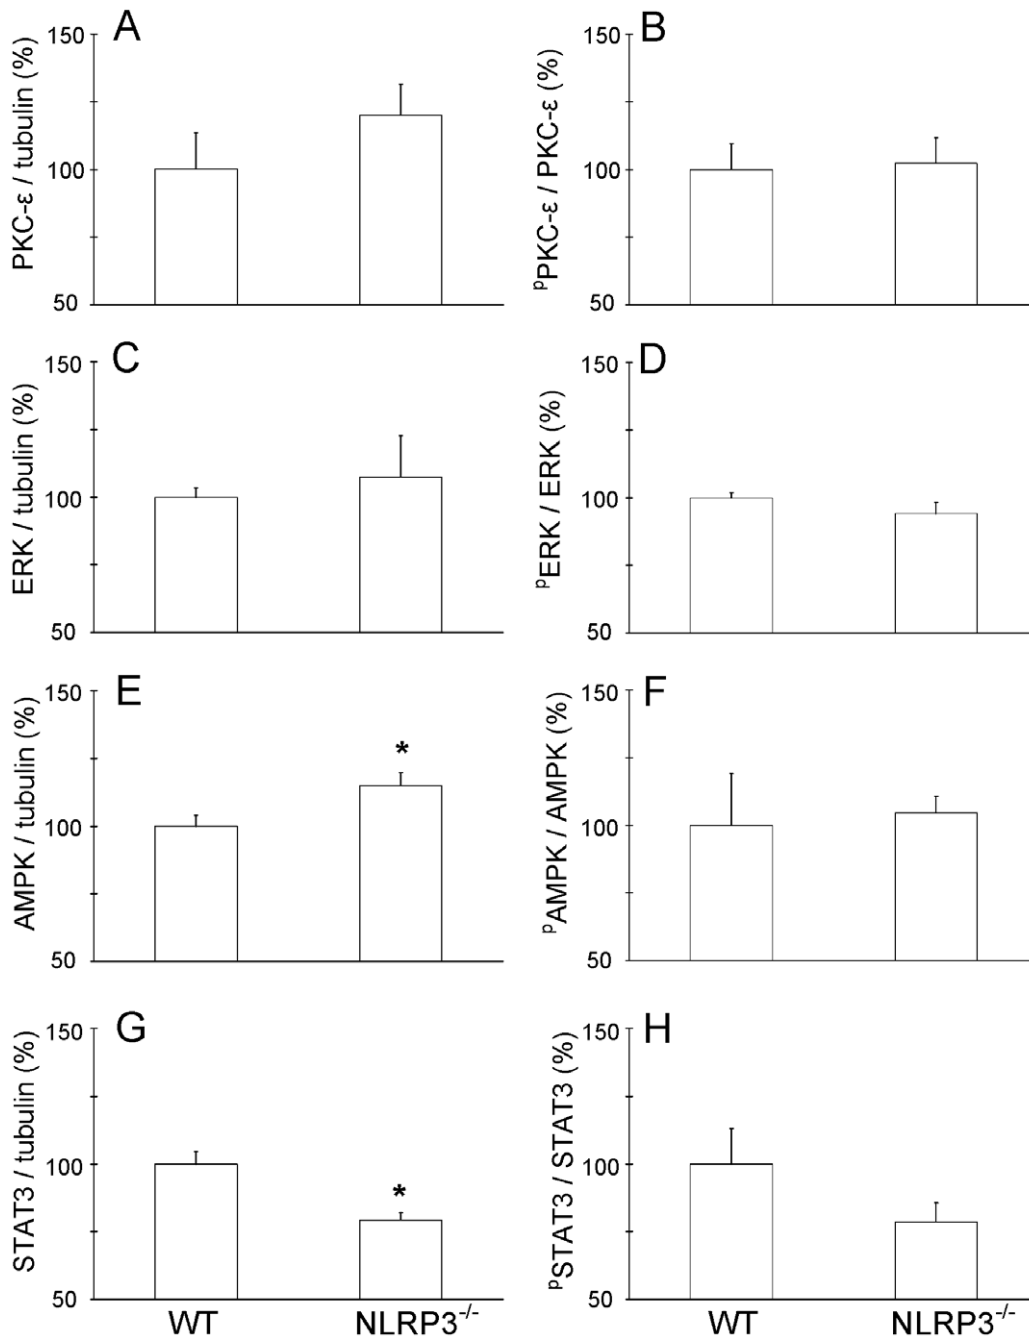 A
PKC-ε / tubulin (%)
150
100
50
B
pPKC-ε / PKC-ε (%)
150
100
50
C
ERK / tubulin (%)
150
100
50
D
pERK / ERK (%)
150
100
50
E
AMPK / tubulin (%)
150
100
50
*
F
pAMPK / AMPK (%)
150
100
50
G
STAT3 / tubulin (%)
150
100
50
*
WT
NLRP3-/-
H
pSTAT3 / STAT3 (%)
150
100
50
WT
NLRP3-/-